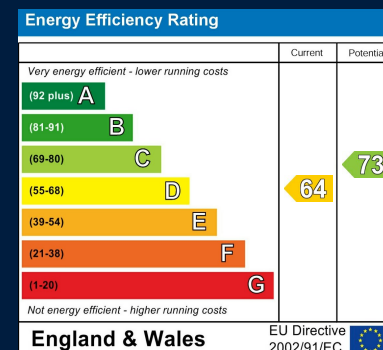 Energy Efficiency Rating
Current Potentia
Very energy efficient - lower running costs
(92 plus) A
(81-91) B
(69-80) C 73
(55-68) D 64
(39-54) E
(21-38) F
(1-20) G
Not energy efficient - higher running costs
England & Wales
EU Directive
2002/91/EC